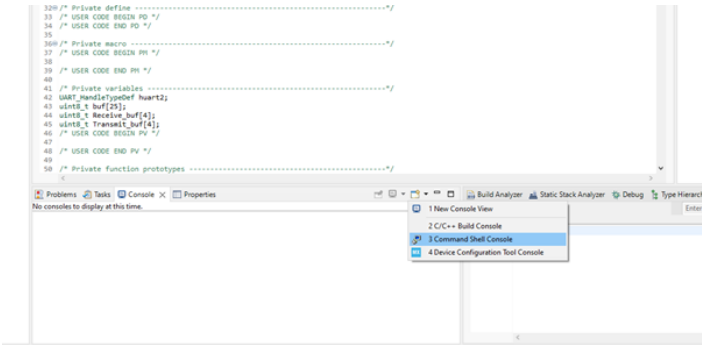 32⊖ /* Private define ------------------------------------------------------------*/
33 /* USER CODE BEGIN PD */
34 /* USER CODE END PD */
35
36⊖ /* Private macro -------------------------------------------------------------*/
37 /* USER CODE BEGIN PM */
38
39 /* USER CODE END PM */
40
41 /* Private variables ---------------------------------------------------------*/
42 UART_HandleTypeDef huart2;
43 uint8_t buf[25];
44 uint8_t Receive_buf[4];
45 uint8_t Transmit_buf[4];
46 /* USER CODE BEGIN PV */
47
48 /* USER CODE END PV */
49
50 /* Private function prototypes -----------------------------------------------*/
Problems Tasks Console Properties Build Analyzer Static Stack Analyzer Debug Type Hierarch
No consoles to display at this time.
1 New Console View Enter
2 C/C++ Build Console
3 Command Shell Console
4 Device Configuration Tool Console